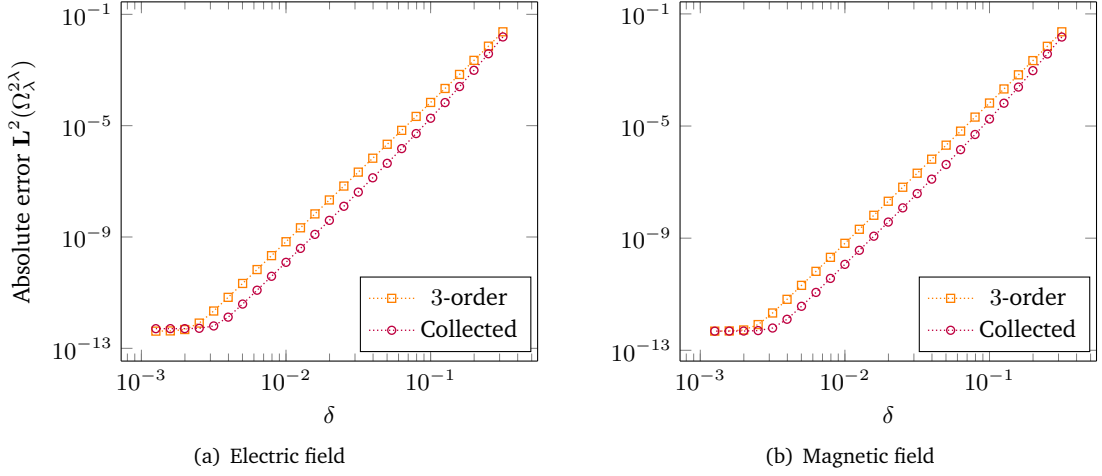 10⁻¹
10⁻⁵
10⁻⁹
10⁻¹³
Absolute error L²(Ω_λ^{2λ})
3-order
Collected
10⁻³
10⁻²
10⁻¹
δ
(a) Electric field
10⁻¹
10⁻⁵
10⁻⁹
10⁻¹³
3-order
Collected
10⁻³
10⁻²
10⁻¹
δ
(b) Magnetic field